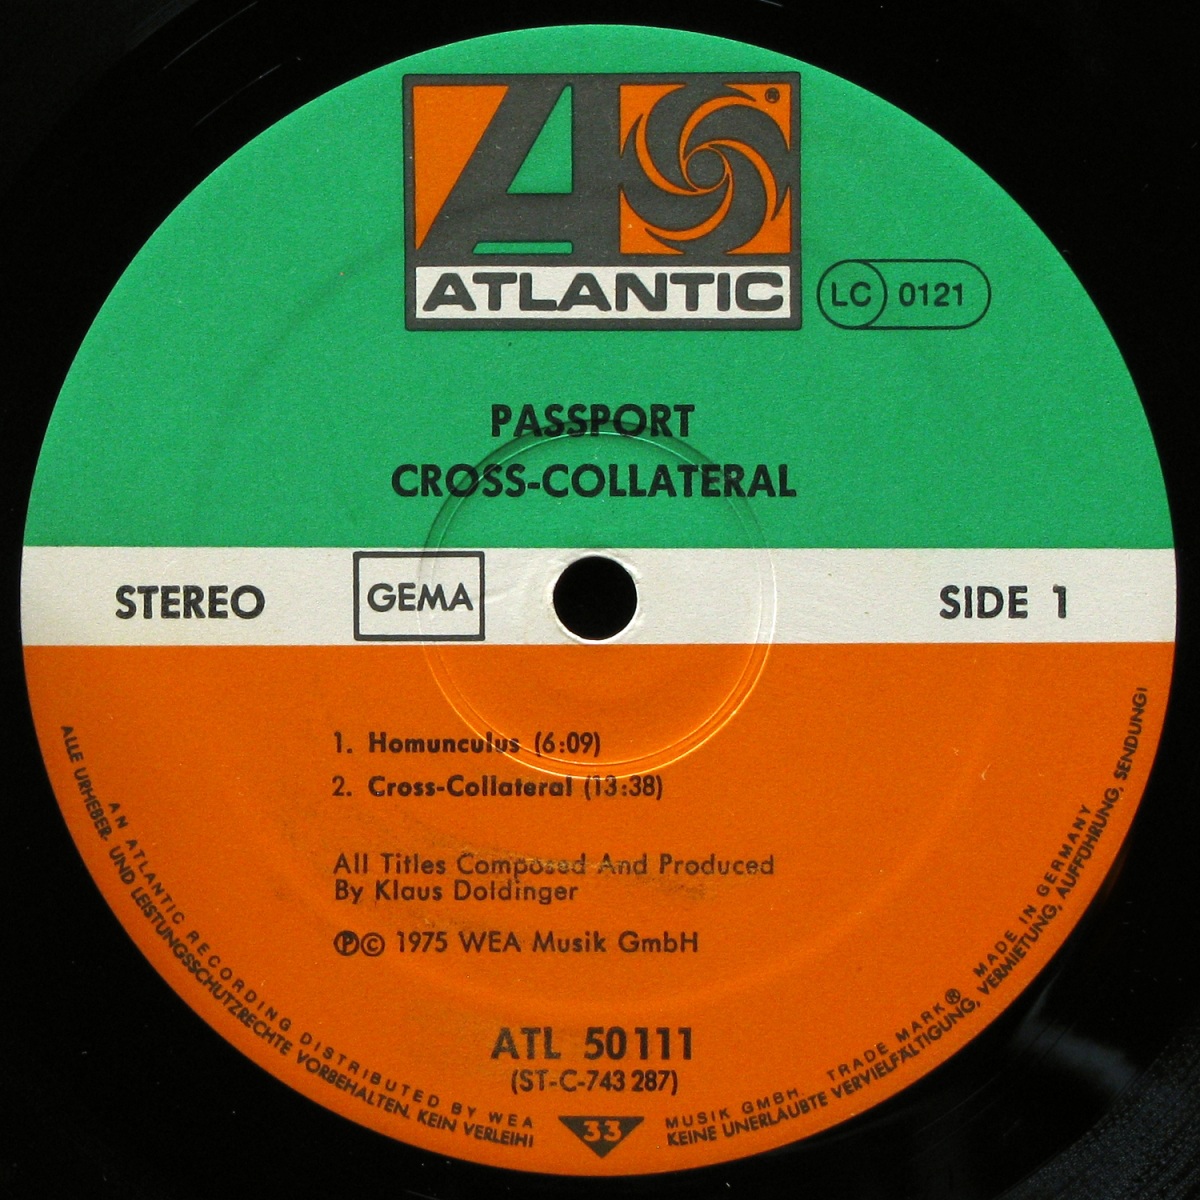 ®
ATLANTIC
LC 0121
PASSPORT
CROSS-COLLATERAL
STEREO GEMA SIDE 1
1. Homunculus (6:09)
2. Cross-Collateral (13:38)
All Titles Composed And Produced
By Klaus Doldinger
℗© 1975 WEA Musik GmbH
ATL 50111
(ST-C-743 287)
33
AN ATLANTIC RECORDING DISTRIBUTED BY WEA MUSIK GMBH. TRADE MARK® MADE IN GERMANY
ALLE URHEBER- UND LEISTUNGSSCHUTZRECHTE VORBEHALTEN. KEIN VERLEIH! KEINE UNERLAUBTE VERVIELFÄLTIGUNG, VERMIETUNG, AUFFÜHRUNG, SENDUNG!